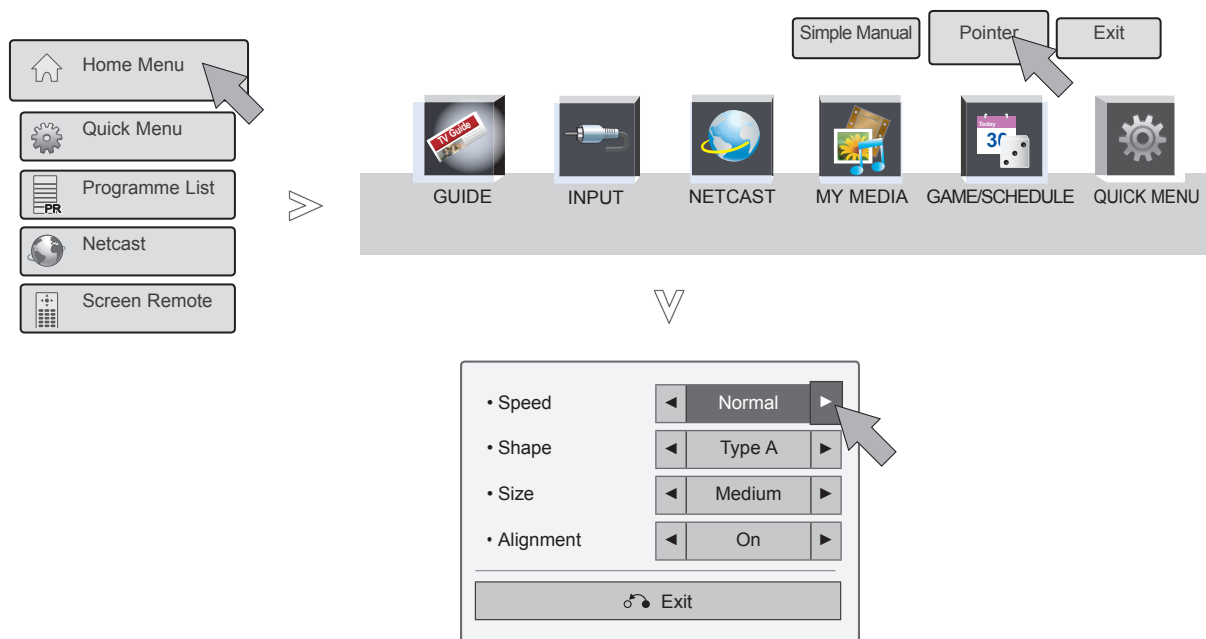 Home Menu
Quick Menu
PR
Programme List
Netcast
Screen Remote
Simple Manual
Pointer
Exit
TV Guide
Today
30
GUIDE
INPUT
NETCAST
MY MEDIA
GAME/SCHEDULE
QUICK MENU
• Speed ◄ Normal ►
• Shape ◄ Type A ►
• Size ◄ Medium ►
• Alignment ◄ On ►
Exit